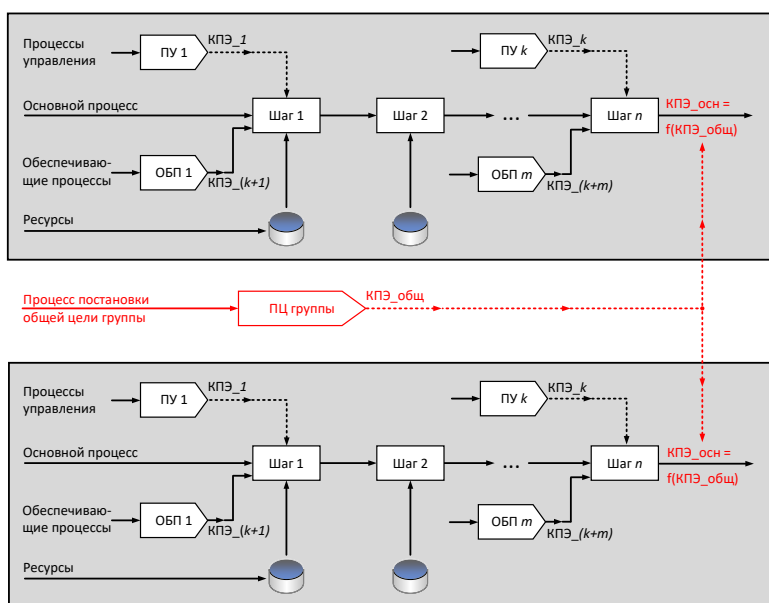 Процессы
управления
ПУ 1
КПЭ_1
ПУ k
КПЭ_k
Основной процесс
Шаг 1
Шаг 2
...
Шаг n
КПЭ_осн =
f(КПЭ_общ)
Обеспечиваю-
щие процессы
ОБП 1
КПЭ_(k+1)
ОБП m
КПЭ_(k+m)
Ресурсы
Процесс постановки
общей цели группы
ПЦ группы
КПЭ_общ
Процессы
управления
ПУ 1
КПЭ_1
ПУ k
КПЭ_k
Основной процесс
Шаг 1
Шаг 2
...
Шаг n
КПЭ_осн =
f(КПЭ_общ)
Обеспечиваю-
щие процессы
ОБП 1
КПЭ_(k+1)
ОБП m
КПЭ_(k+m)
Ресурсы